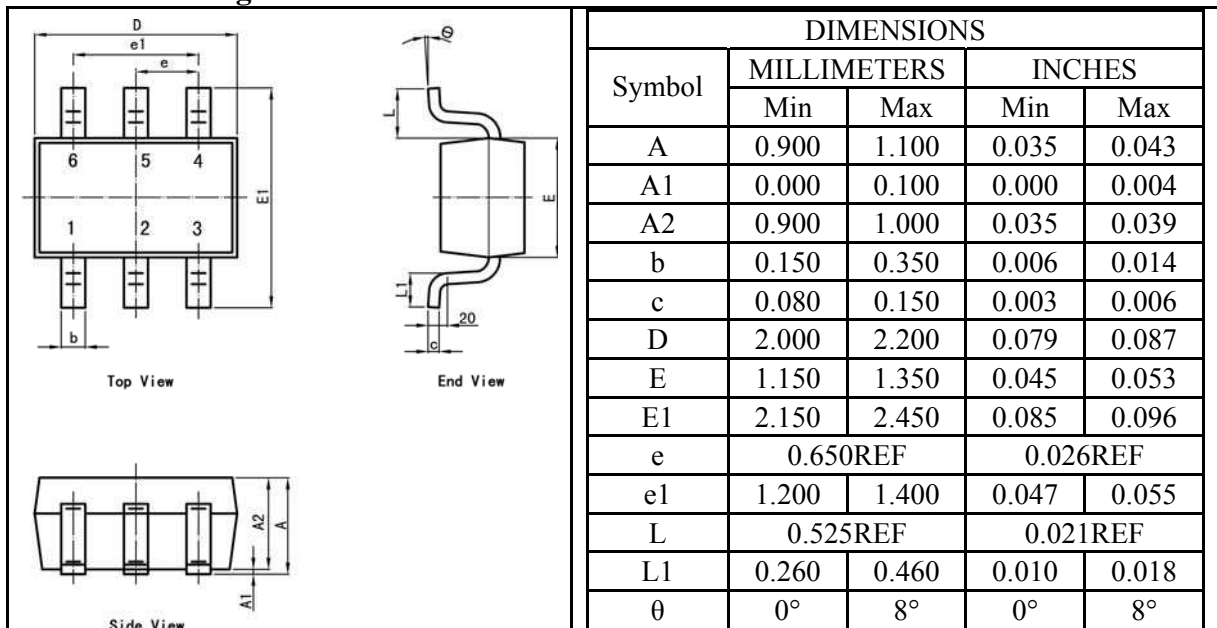 D
e1
e
6 5 4
1 2 3
E1
b
Top View
θ
L
E
L1
20
c
End View
A2
A
A1
Side View
DIMENSIONS
Symbol MILLIMETERS INCHES
Min Max Min Max
A 0.900 1.100 0.035 0.043
A1 0.000 0.100 0.000 0.004
A2 0.900 1.000 0.035 0.039
b 0.150 0.350 0.006 0.014
c 0.080 0.150 0.003 0.006
D 2.000 2.200 0.079 0.087
E 1.150 1.350 0.045 0.053
E1 2.150 2.450 0.085 0.096
e 0.650REF 0.026REF
e1 1.200 1.400 0.047 0.055
L 0.525REF 0.021REF
L1 0.260 0.460 0.010 0.018
θ 0° 8° 0° 8°